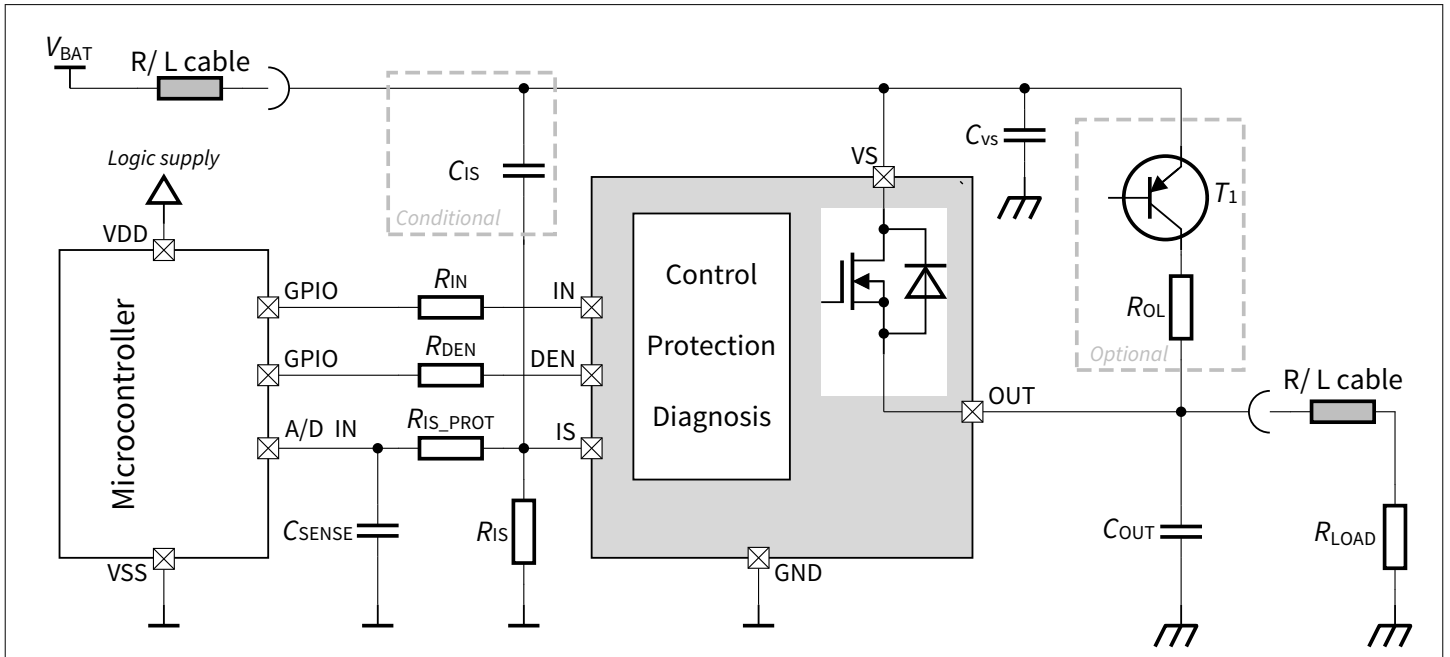 VBAT
R/ L cable
Logic supply
CIS
Conditional
VS
Cvs
T1
VDD
Microcontroller
GPIO
RIN
IN
GPIO
RDEN
DEN
A/D IN
RIS_PROT
IS
Control
Protection
Diagnosis
ROL
Optional
OUT
R/ L cable
CSENSE
RIS
COUT
RLOAD
VSS
GND